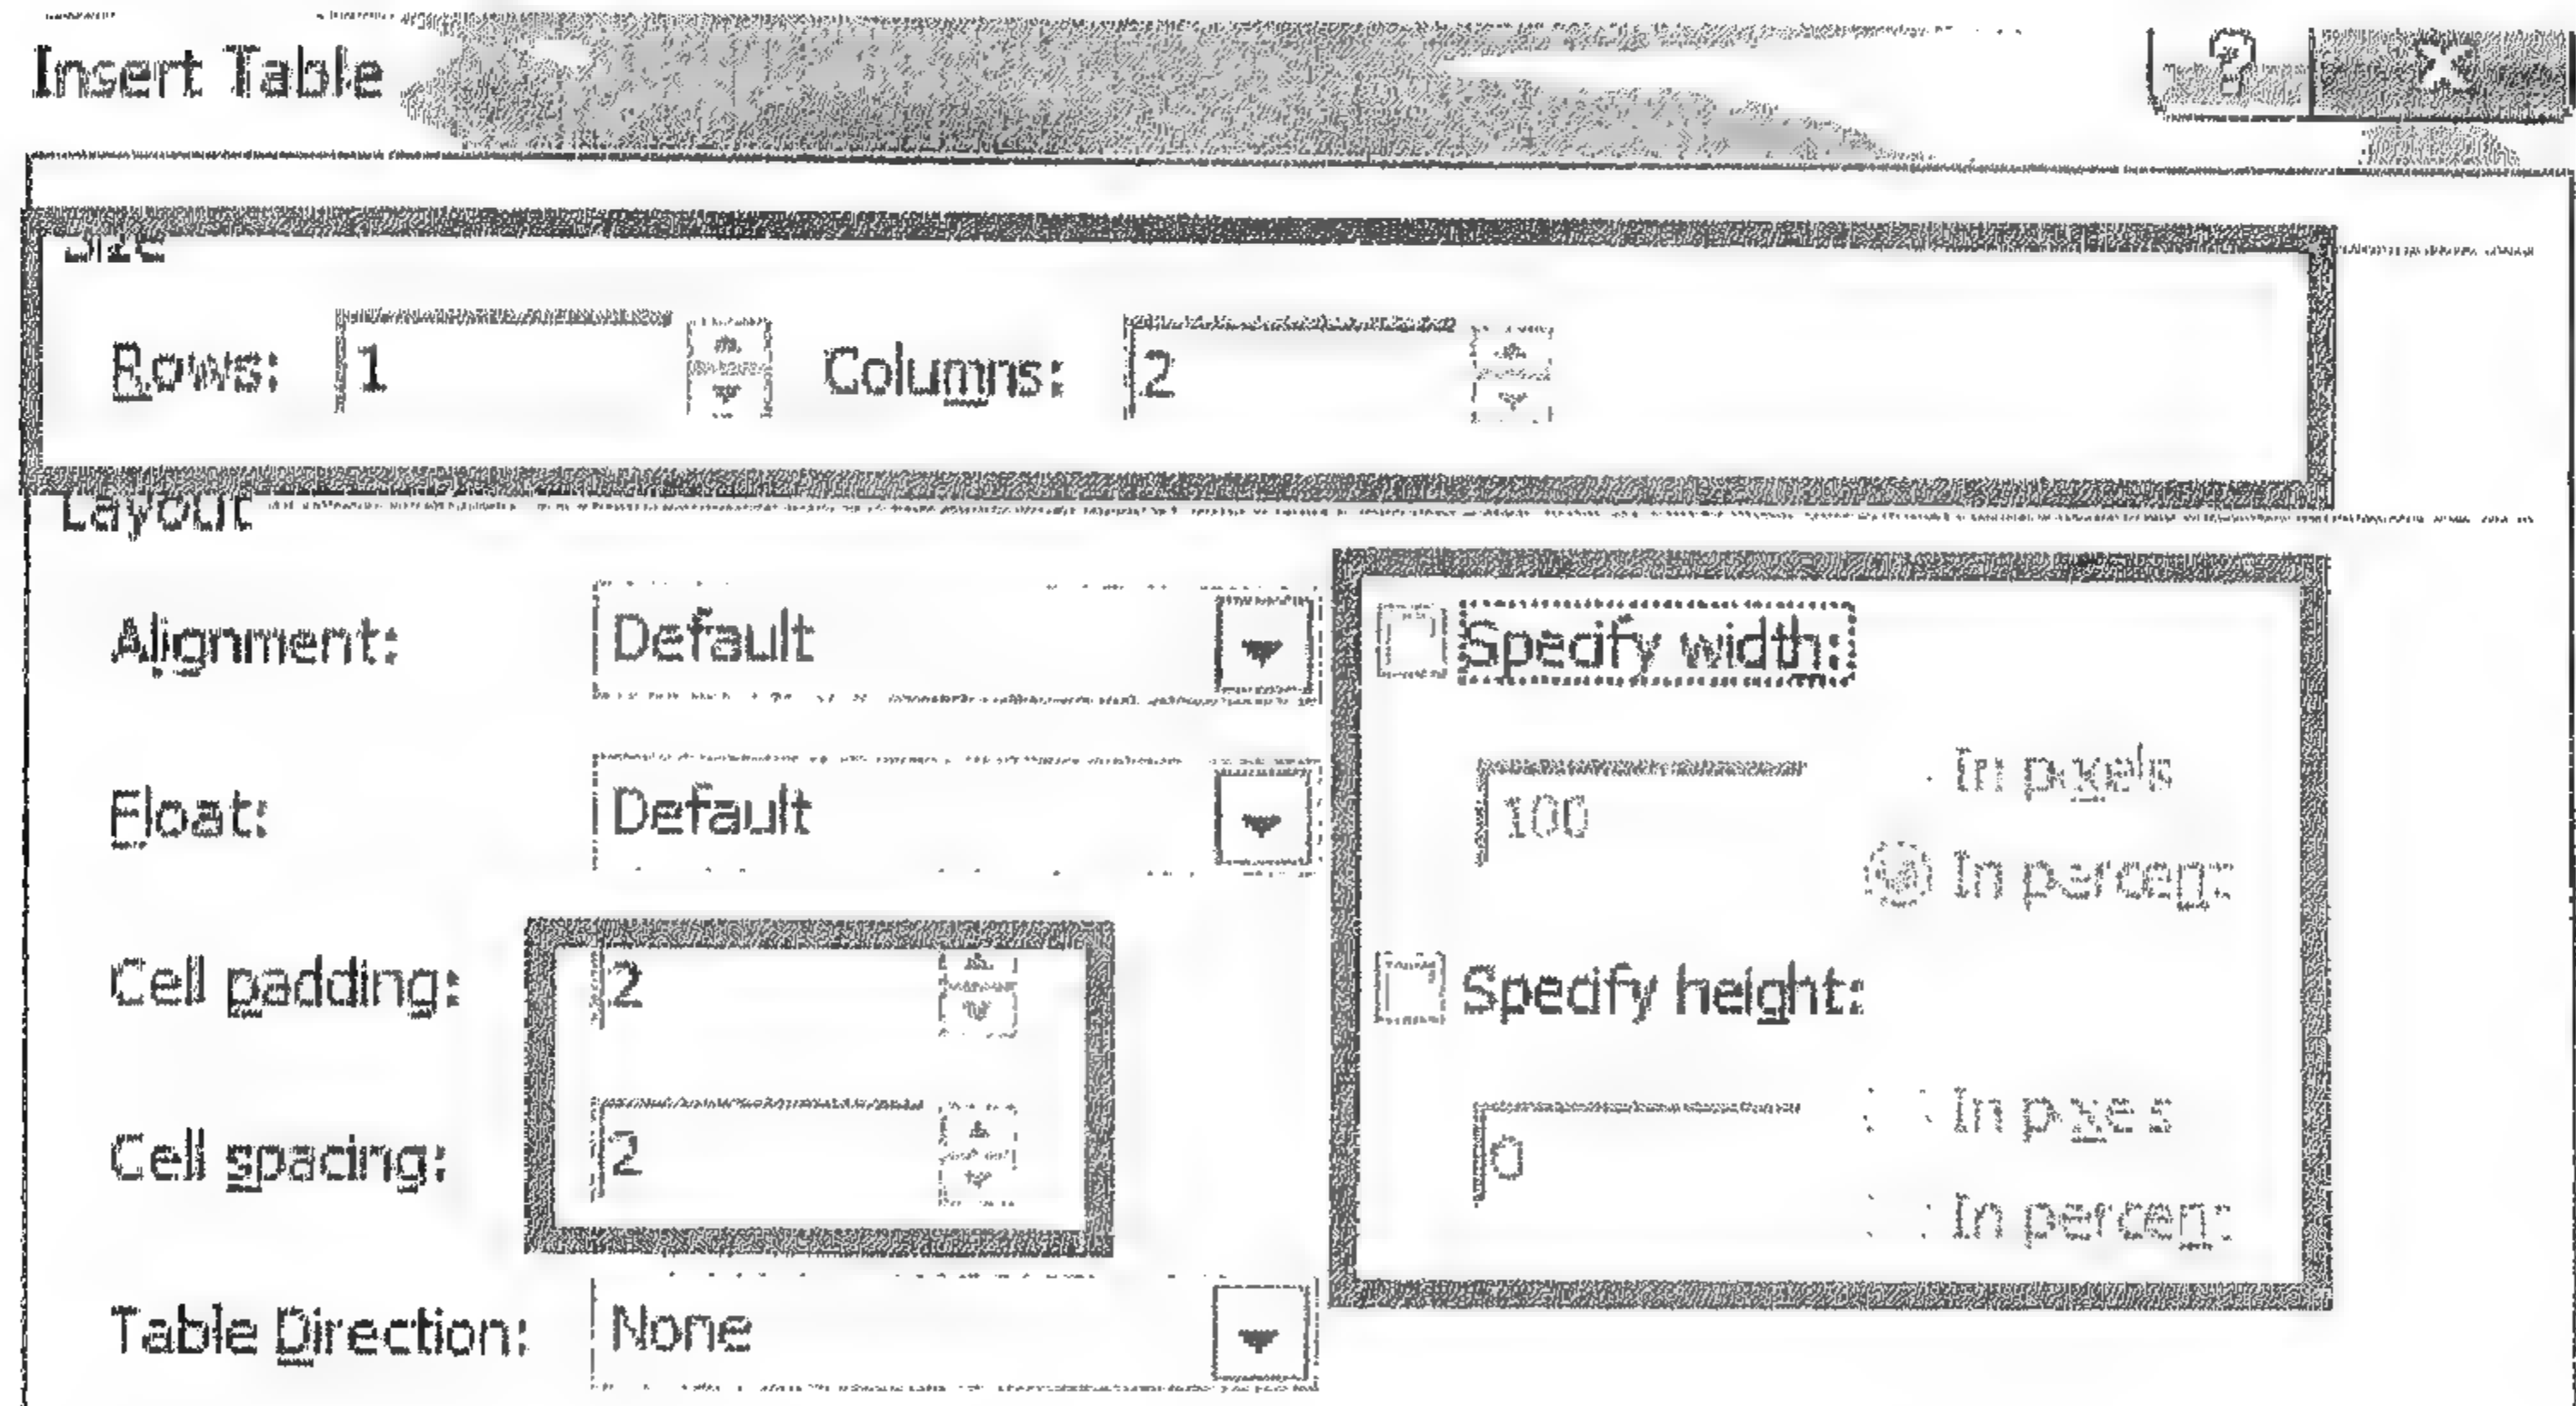 Insert Table
Size
Rows: 1 Columns: 2
Layout
Alignment: Default
Specify width:
Float: Default
100
In pixels
In percent
Cell padding: 2
Specify height:
Cell spacing: 2
0
In pixels
In percent
Table Direction: None